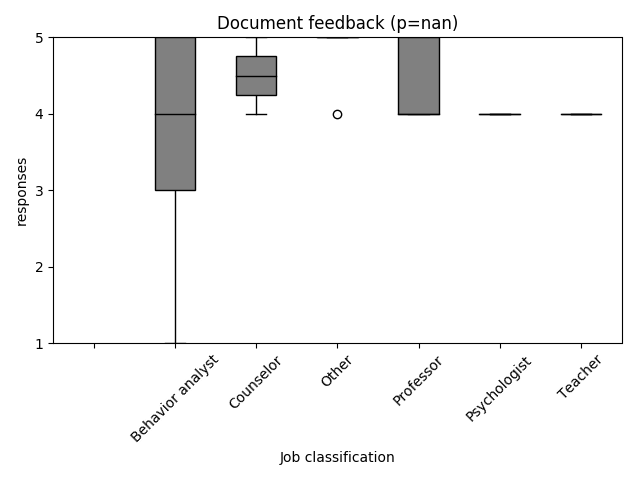 Document feedback (p=nan)
5
4
3
2
1
responses
Behavior analyst
Counselor
Other
Professor
Psychologist
Teacher
Job classification